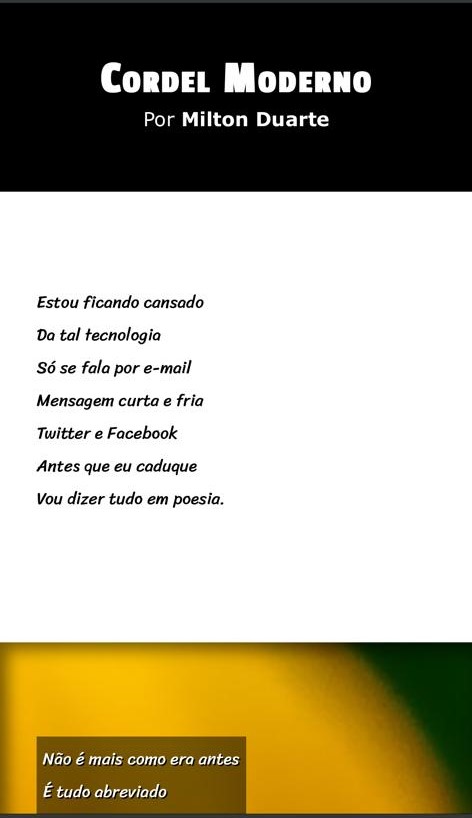 Cordel Moderno
Por Milton Duarte
Estou ficando cansado
Da tal tecnologia
Só se fala por e-mail
Mensagem curta e fria
Twitter e Facebook
Antes que eu caduque
Vou dizer tudo em poesia.
Não é mais como era antes
É tudo abreviado